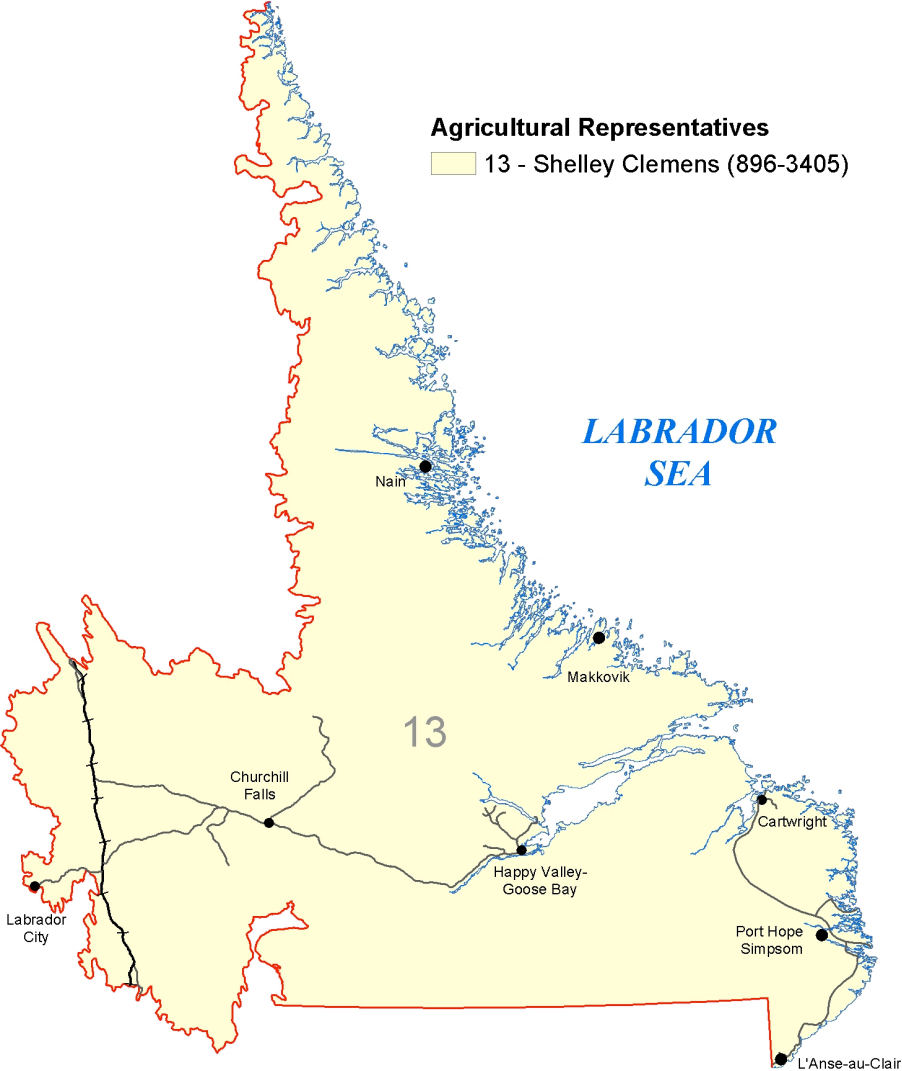 Agricultural Representatives
13 - Shelley Clemens (896-3405)
LABRADOR
SEA
Nain
Makkovik
13
Churchill
Falls
Cartwright
Happy Valley-
Goose Bay
Labrador
City
Port Hope
Simpsom
L'Anse-au-Clair